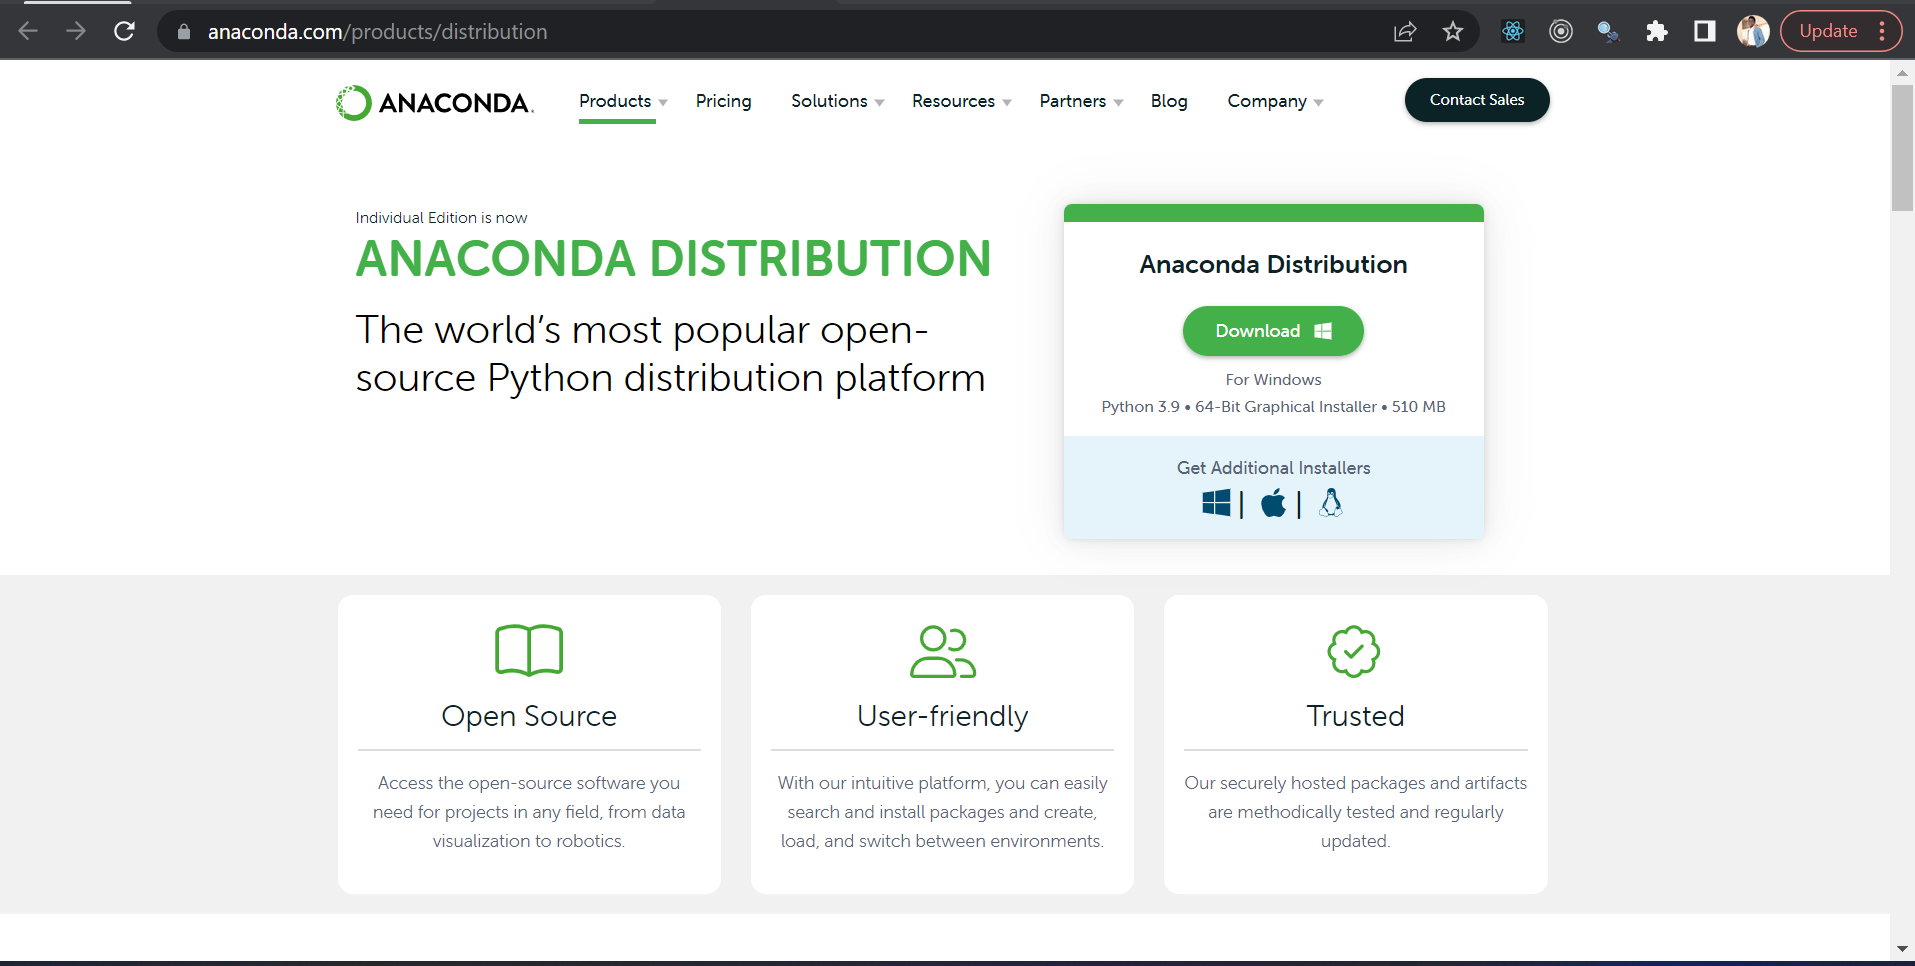 anaconda.com/products/distribution
Update
ANACONDA.
Products
Pricing
Solutions
Resources
Partners
Blog
Company
Contact Sales
Individual Edition is now
ANACONDA DISTRIBUTION
The world’s most popular open-
source Python distribution platform
Anaconda Distribution
Download
For Windows
Python 3.9 • 64-Bit Graphical Installer • 510 MB
Get Additional Installers
| |
Open Source
Access the open-source software you
need for projects in any field, from data
visualization to robotics.
User-friendly
With our intuitive platform, you can easily
search and install packages and create,
load, and switch between environments.
Trusted
Our securely hosted packages and artifacts
are methodically tested and regularly
updated.